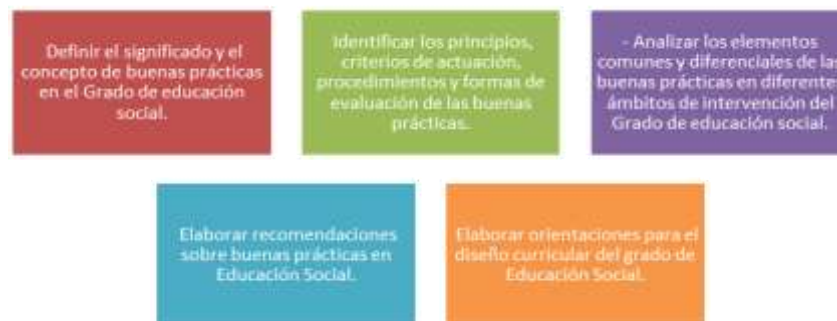 Definir el significado y el
concepto de buenas prácticas
en el Grado de educación
social.
Identificar los principios,
criterios de actuación,
procedimientos y formas de
evaluación de las buenas
prácticas.
- Analizar los elementos
comunes y diferenciales de las
buenas prácticas en diferentes
ámbitos de intervención del
Grado de educación social.
Elaborar recomendaciones
sobre buenas prácticas en
Educación Social.
Elaborar orientaciones para el
diseño curricular del grado de
Educación Social.